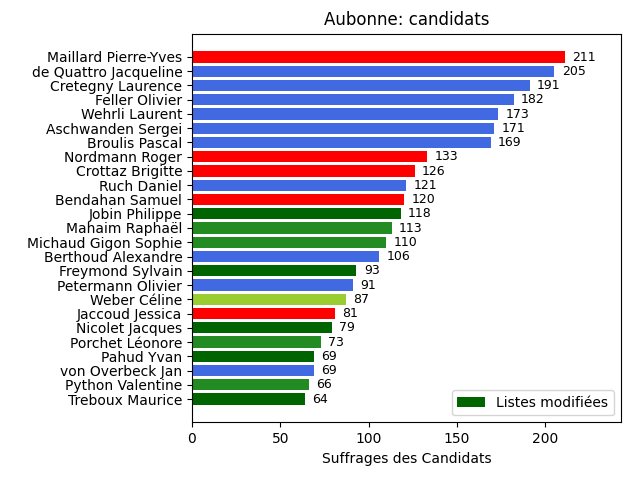 Aubonne: candidats
Maillard Pierre-Yves 211
de Quattro Jacqueline 205
Cretegny Laurence 191
Feller Olivier 182
Wehrli Laurent 173
Aschwanden Sergei 171
Broulis Pascal 169
Nordmann Roger 133
Crottaz Brigitte 126
Ruch Daniel 121
Bendahan Samuel 120
Jobin Philippe 118
Mahaim Raphaël 113
Michaud Gigon Sophie 110
Berthoud Alexandre 106
Freymond Sylvain 93
Petermann Olivier 91
Weber Céline 87
Jaccoud Jessica 81
Nicolet Jacques 79
Porchet Léonore 73
Pahud Yvan 69
von Overbeck Jan 69
Python Valentine 66
Treboux Maurice 64
Listes modifiées
0 50 100 150 200
Suffrages des Candidats